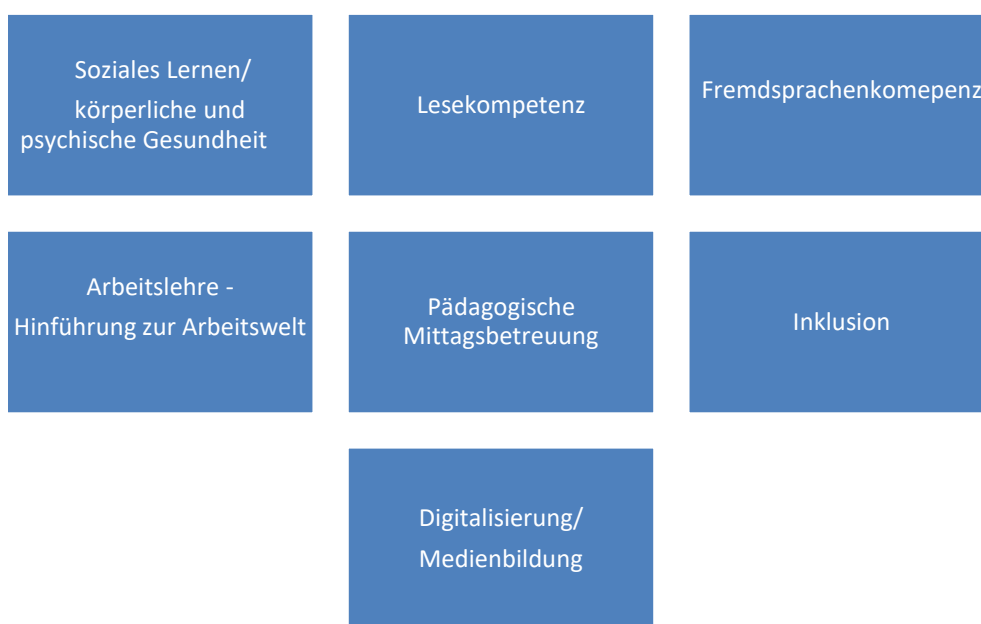 Soziales Lernen/
körperliche und
psychische Gesundheit
Lesekompetenz
Fremdsprachenkomepenz
Arbeitslehre -
Hinführung zur Arbeitswelt
Pädagogische
Mittagsbetreuung
Inklusion
Digitalisierung/
Medienbildung